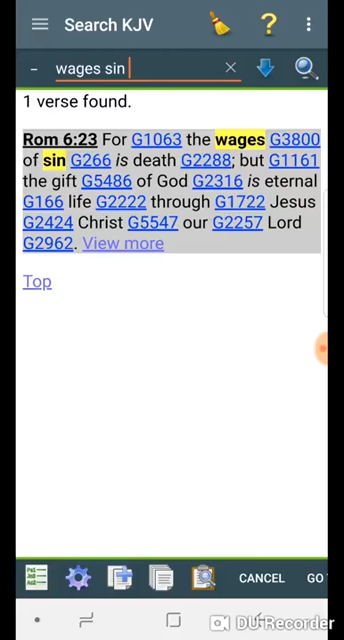 Search KJV
wages sin
1 verse found.
Rom 6:23 For G1063 the wages G3800
of sin G266 is death G2288; but G1161
the gift G5486 of God G2316 is eternal
G166 life G2222 through G1722 Jesus
G2424 Christ G5547 our G2257 Lord
G2962. View more
Top
CANCEL GO
DU Recorder